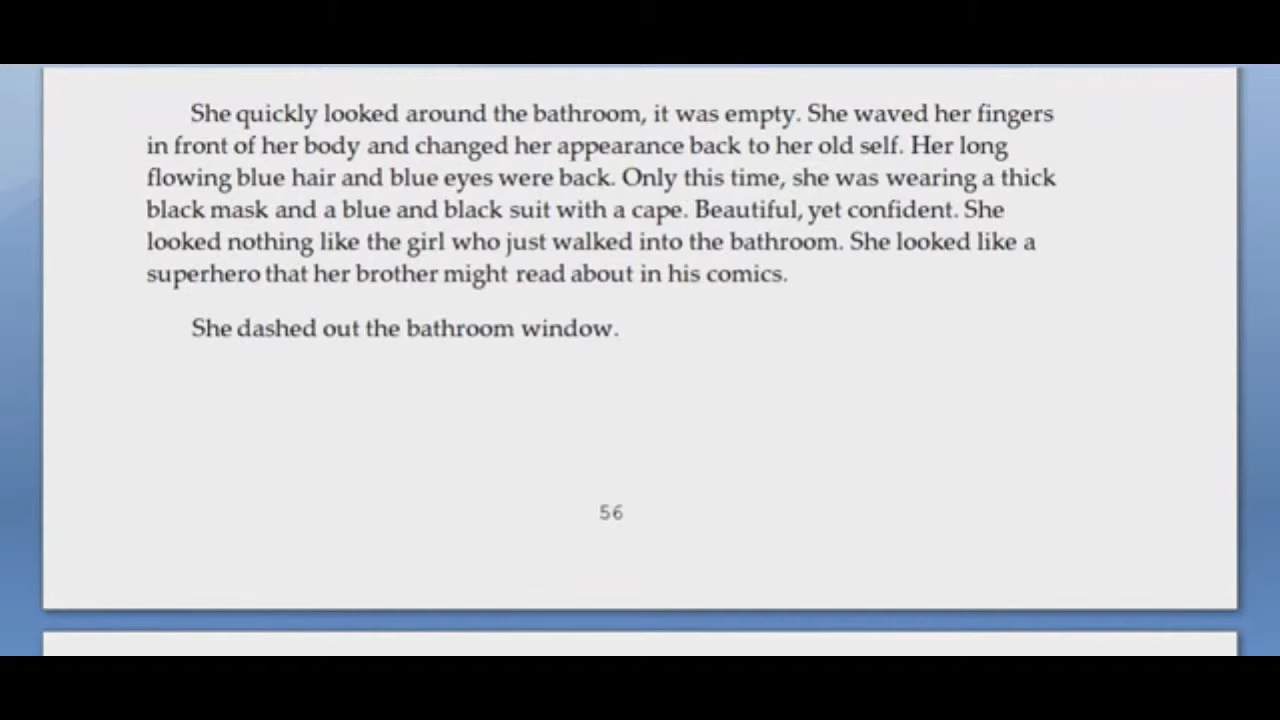 She quickly looked around the bathroom, it was empty. She waved her fingers
in front of her body and changed her appearance back to her old self. Her long
flowing blue hair and blue eyes were back. Only this time, she was wearing a thick
black mask and a blue and black suit with a cape. Beautiful, yet confident. She
looked nothing like the girl who just walked into the bathroom. She looked like a
superhero that her brother might read about in his comics.
She dashed out the bathroom window.
56